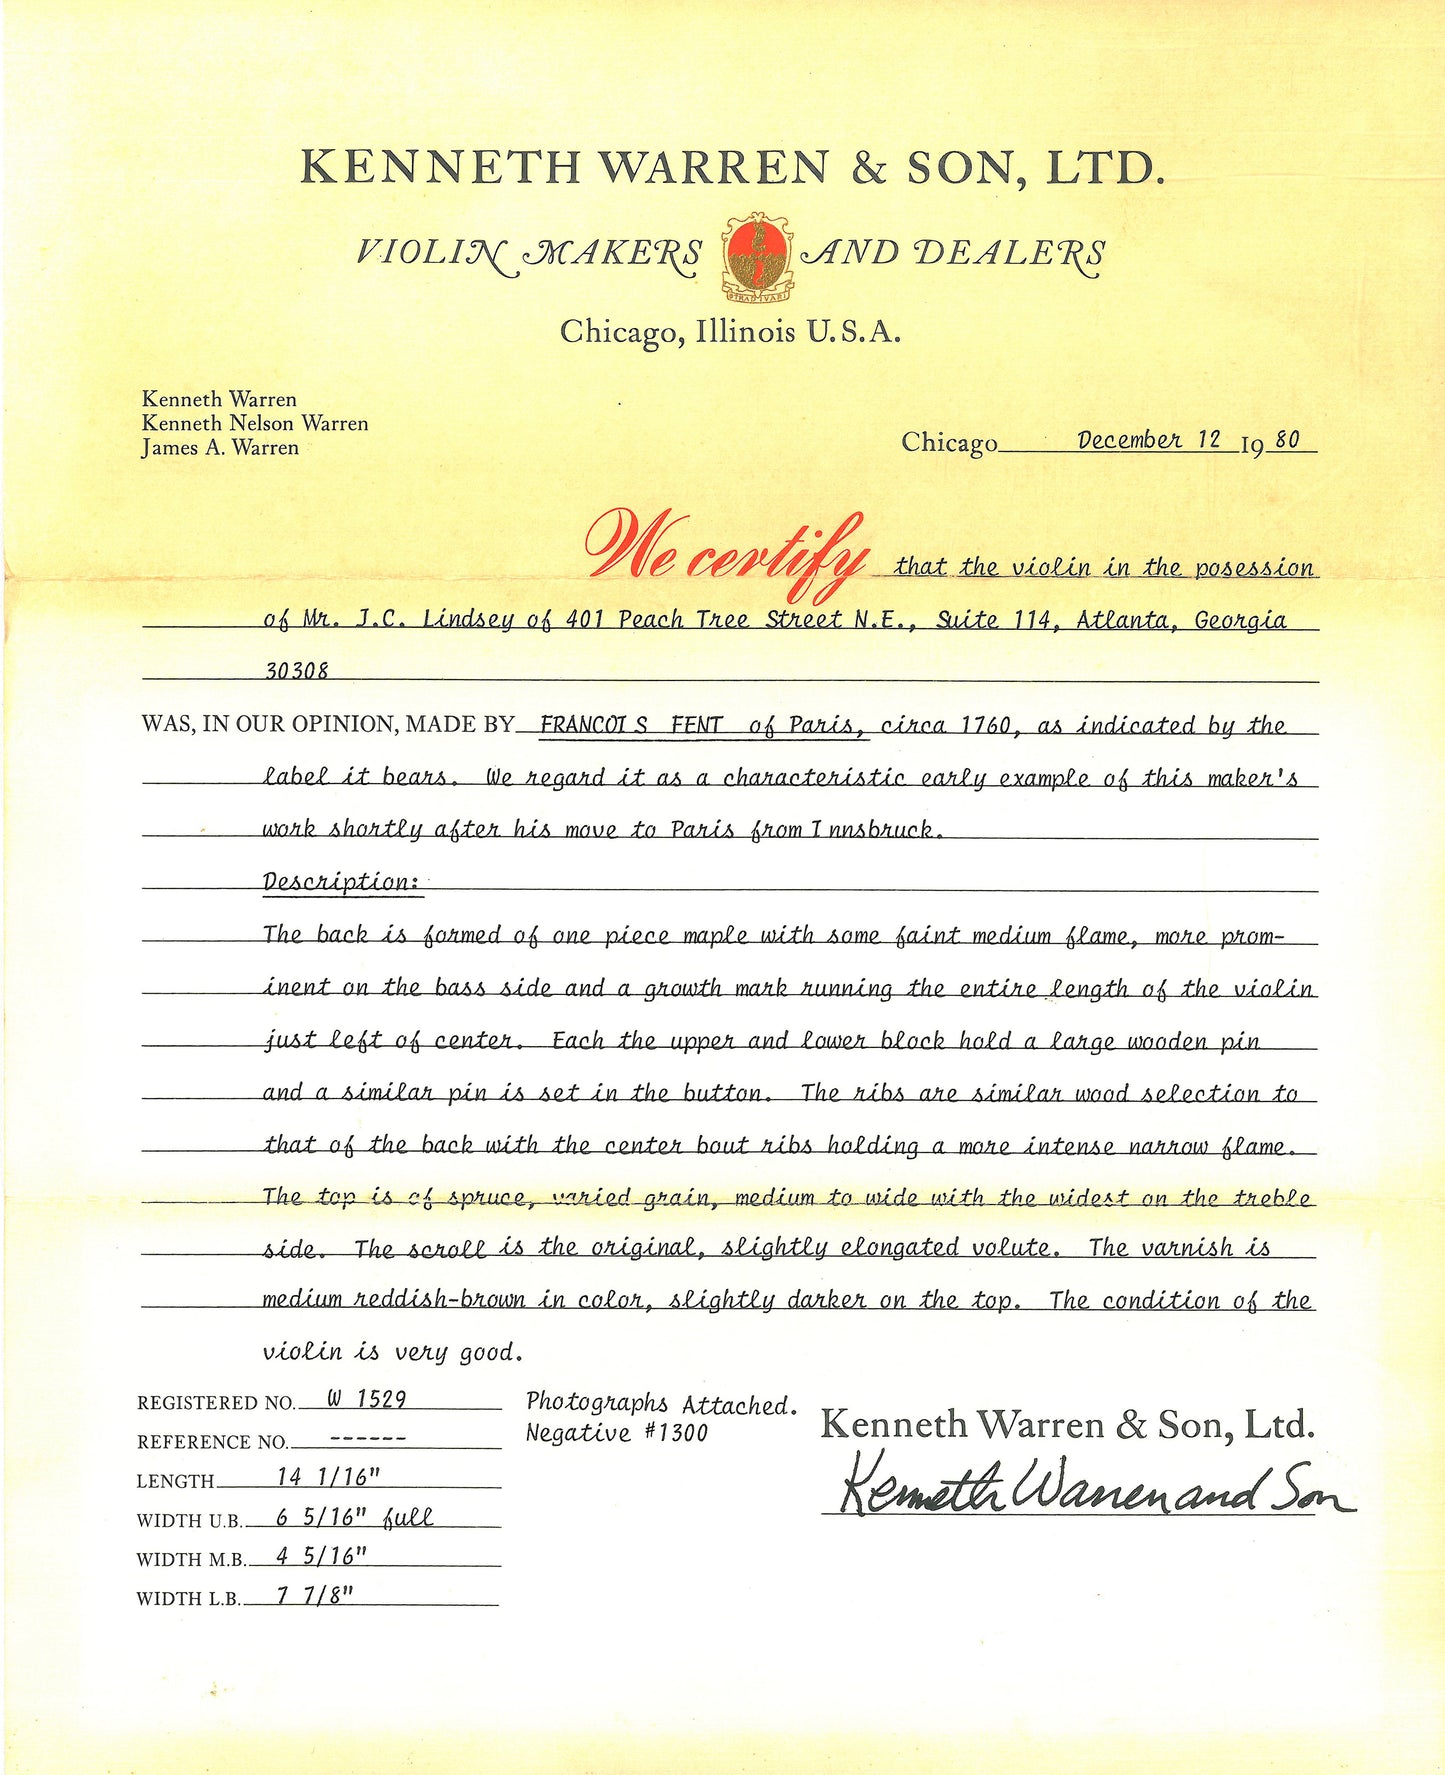 KENNETH WARREN & SON, LTD.
VIOLIN MAKERS AND DEALERS
STRADIVARI
Chicago, Illinois U.S.A.
Kenneth Warren
Kenneth Nelson Warren
James A. Warren
Chicago December 12 19 80
We certify that the violin in the posession
of Mr. J.C. Lindsey of 401 Peach Tree Street N.E., Suite 114, Atlanta, Georgia
30308
WAS, IN OUR OPINION, MADE BY FRANCOIS FENT of Paris, circa 1760, as indicated by the
label it bears. We regard it as a characteristic early example of this maker's
work shortly after his move to Paris from Innsbruck.
Description:
The back is formed of one piece maple with some faint medium flame, more prom-
inent on the bass side and a growth mark running the entire length of the violin
just left of center. Each the upper and lower block hold a large wooden pin
and a similar pin is set in the button. The ribs are similar wood selection to
that of the back with the center bout ribs holding a more intense narrow flame.
The top is of spruce, varied grain, medium to wide with the widest on the treble
side. The scroll is the original, slightly elongated volute. The varnish is
medium reddish-brown in color, slightly darker on the top. The condition of the
violin is very good.
REGISTERED NO. W 1529
REFERENCE NO. ------
LENGTH 14 1/16"
WIDTH U.B. 6 5/16" full
WIDTH M.B. 4 5/16"
WIDTH L.B. 7 7/8"
Photographs Attached.
Negative #1300
Kenneth Warren & Son, Ltd.
Kenneth Warren and Son